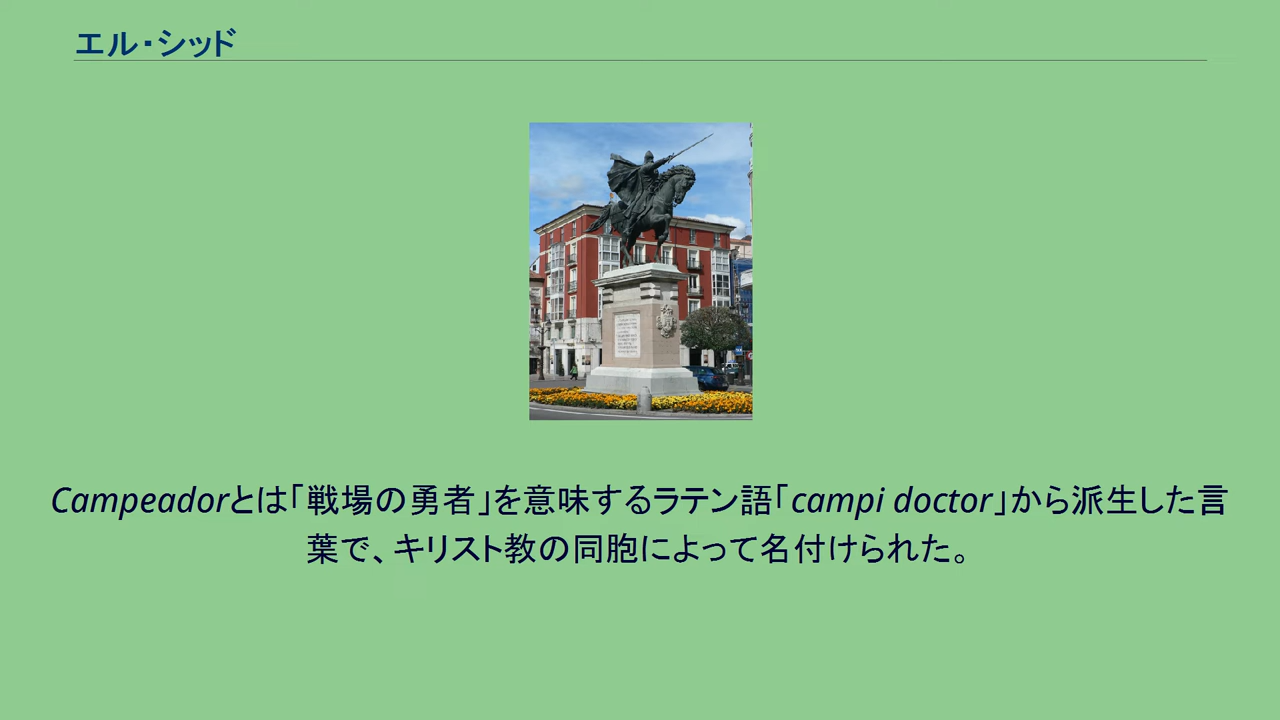 エル・シッド
Campeadorとは「戦場の勇者」を意味するラテン語「campi doctor」から派生した言
葉で、キリスト教の同胞によって名付けられた。